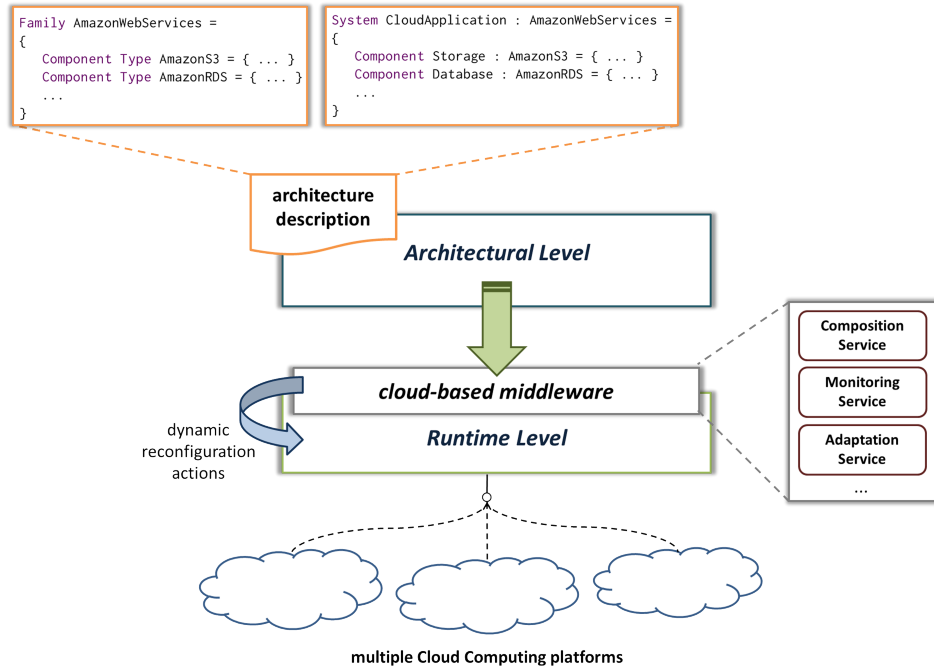 Family AmazonWebServices =
{
Component Type AmazonS3 = { ... }
Component Type AmazonRDS = { ... }
...
}
System CloudApplication : AmazonWebServices =
{
Component Storage : AmazonS3 = { ... }
Component Database : AmazonRDS = { ... }
...
}
architecture
description
Architectural Level
cloud-based middleware
Runtime Level
dynamic
reconfiguration
actions
Composition
Service
Monitoring
Service
Adaptation
Service
...
multiple Cloud Computing platforms